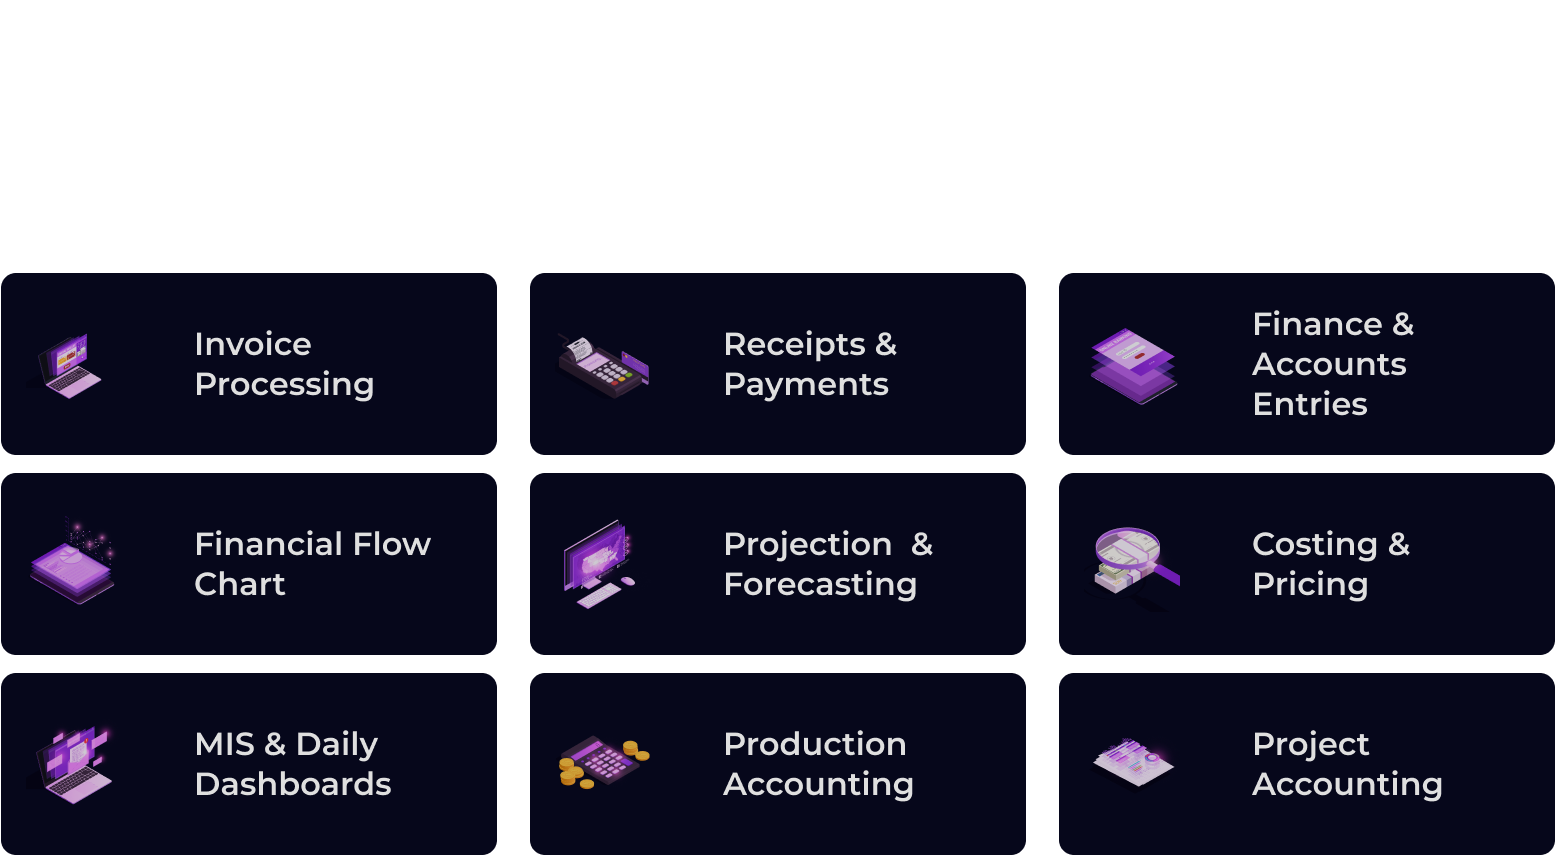 Invoice
Processing
Receipts &
Payments
Finance &
Accounts
Entries
Financial Flow
Chart
Projection  &
Forecasting
Costing &
Pricing
MIS & Daily
Dashboards
Production
Accounting
Project
Accounting